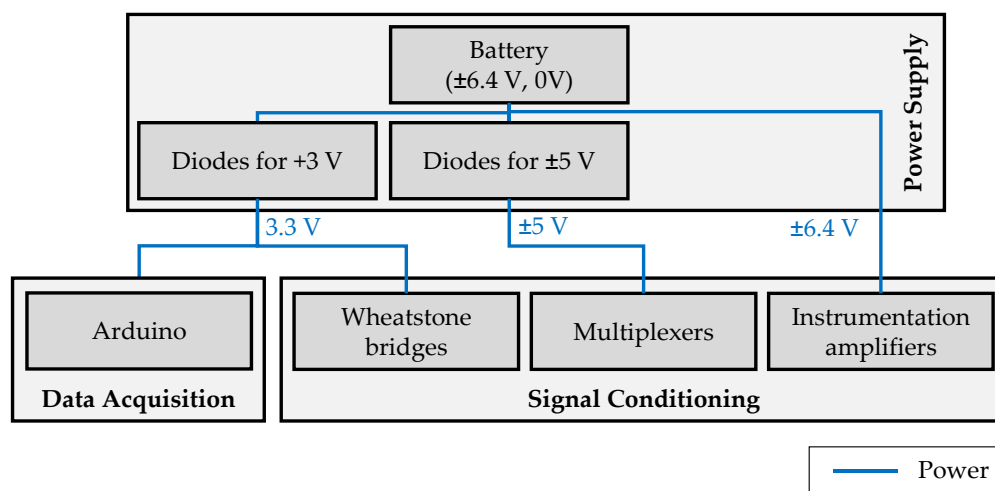 Battery
(±6.4 V, 0V)
Power Supply
Diodes for +3 V
Diodes for ±5 V
3.3 V
±5 V
±6.4 V
Arduino
Wheatstone
bridges
Multiplexers
Instrumentation
amplifiers
Data Acquisition
Signal Conditioning
Power